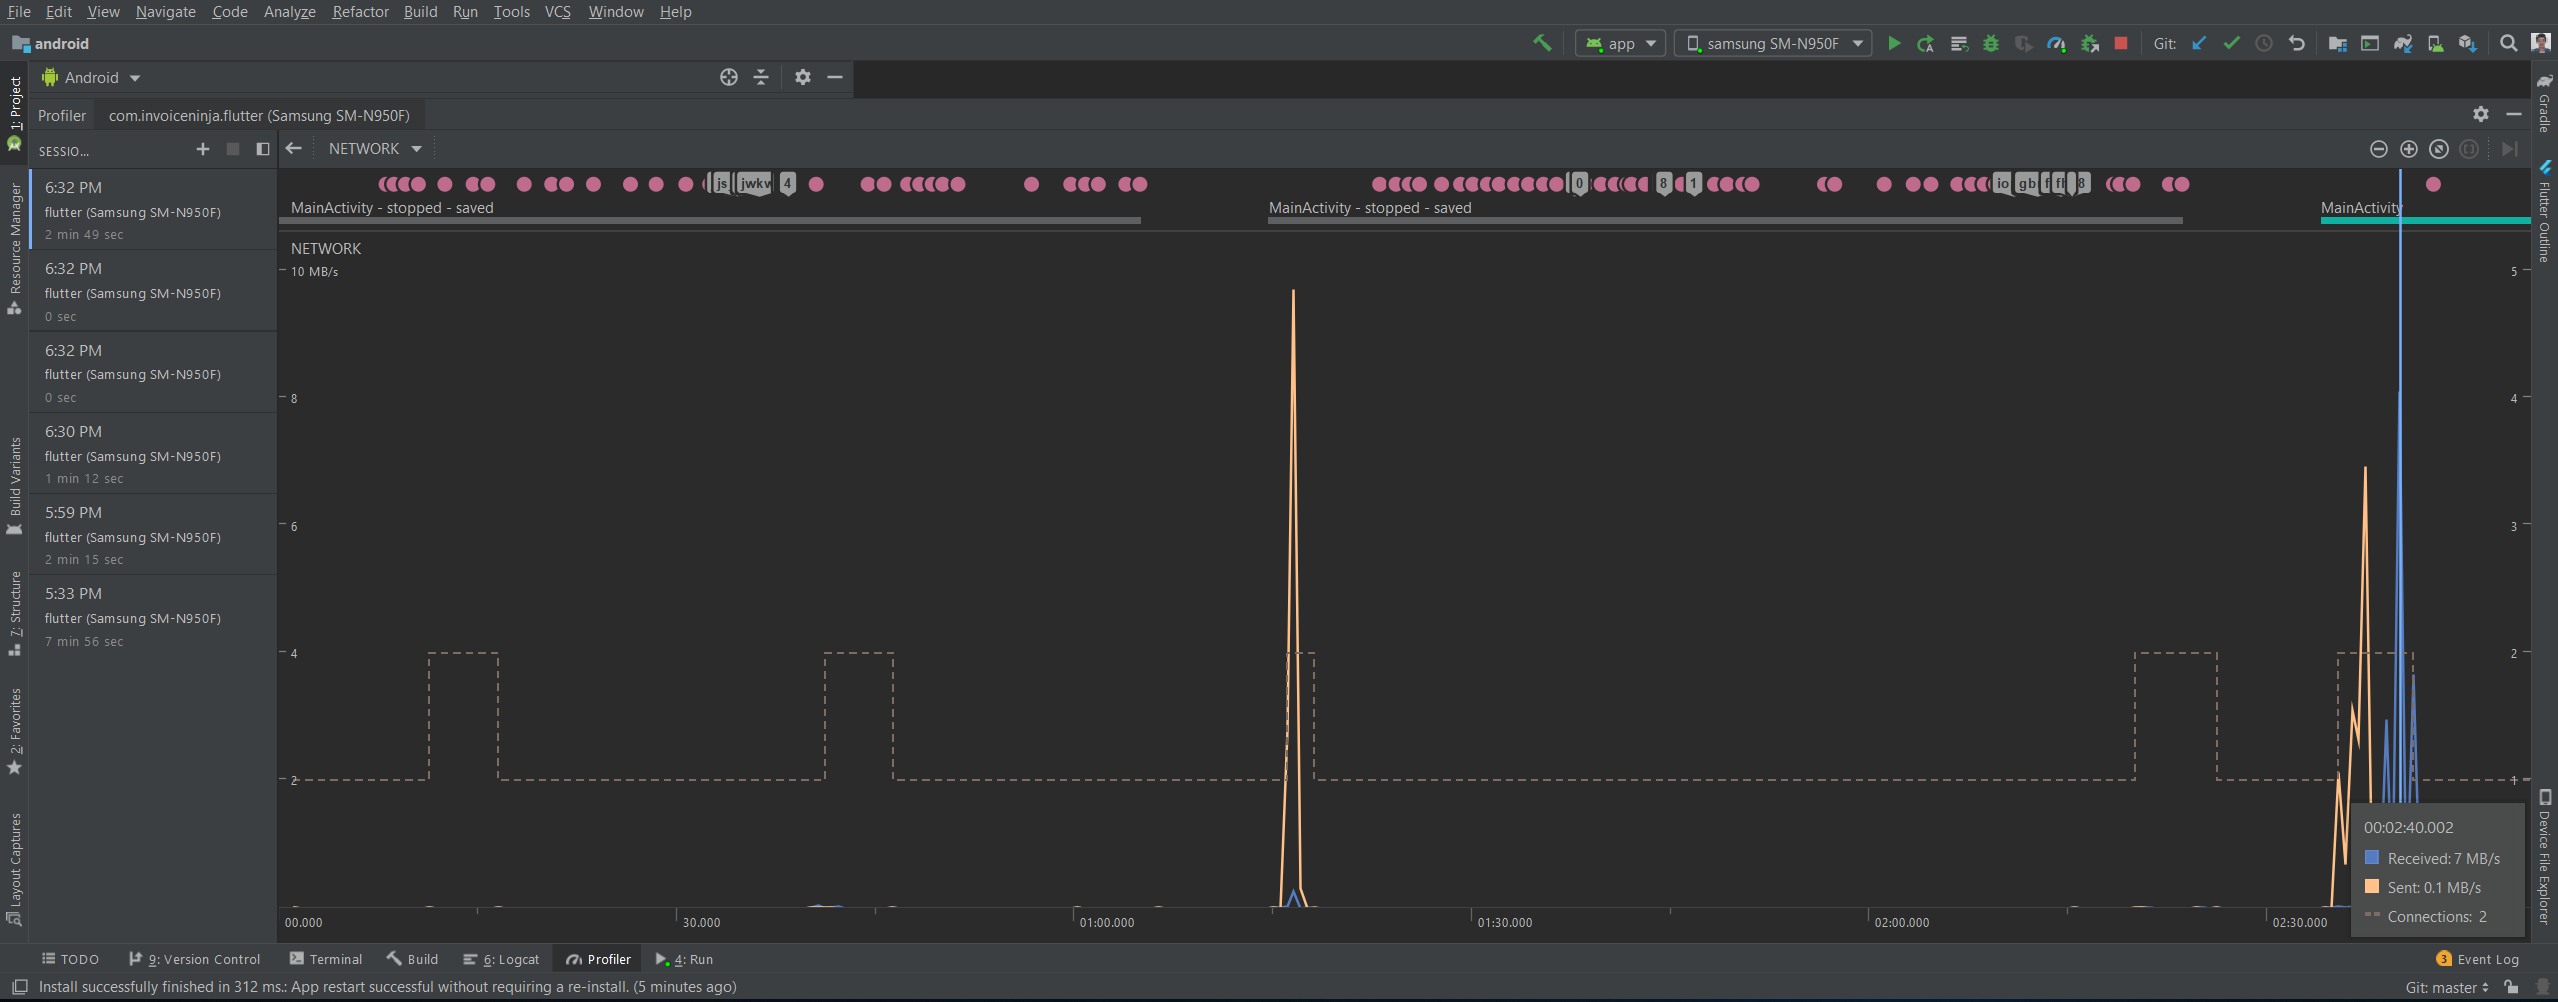 File Edit View Navigate Code Analyze Refactor Build Run Tools VCS Window Help
android
app
samsung SM-N950F
Git:
Android
Profiler
com.invoiceninja.flutter (Samsung SM-N950F)
SESSIO...
NETWORK
6:32 PM
flutter (Samsung SM-N950F)
2 min 49 sec
6:32 PM
flutter (Samsung SM-N950F)
0 sec
6:32 PM
flutter (Samsung SM-N950F)
0 sec
6:30 PM
flutter (Samsung SM-N950F)
1 min 12 sec
5:59 PM
flutter (Samsung SM-N950F)
2 min 15 sec
5:33 PM
flutter (Samsung SM-N950F)
7 min 56 sec
js jwkv 4 0 8 1 io gb f fl 8
MainActivity - stopped - saved
MainActivity - stopped - saved
MainActivity
NETWORK
10 MB/s
8
6
4
2
5
4
3
2
1
00.000 30.000 01:00.000 01:30.000 02:00.000 02:30.000
00:02:40.002
Received: 7 MB/s
Sent: 0.1 MB/s
Connections: 2
1: Project
Resource Manager
Build Variants
7: Structure
2: Favorites
Layout Captures
Gradle
Flutter Outline
Device File Explorer
TODO 9: Version Control Terminal Build 6: Logcat Profiler 4: Run
3 Event Log
Install successfully finished in 312 ms.: App restart successful without requiring a re-install. (5 minutes ago)
Git: master